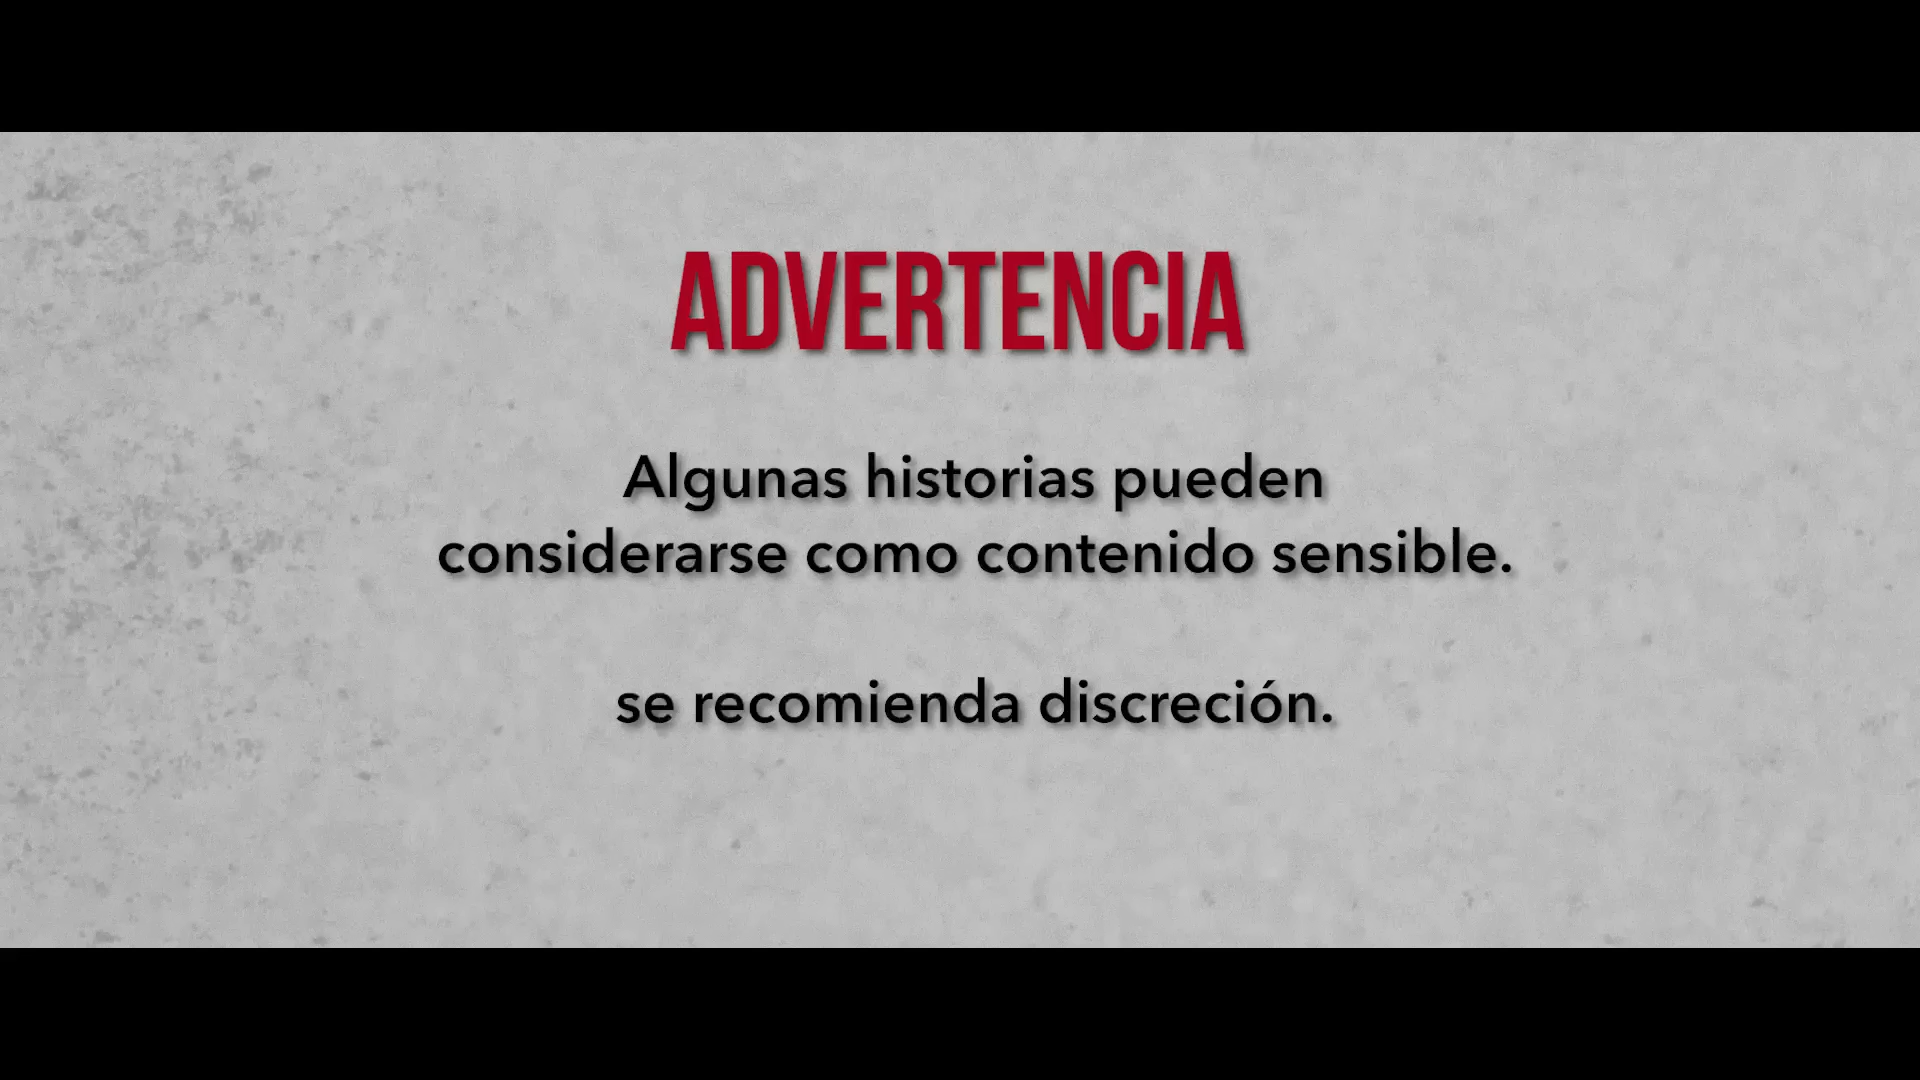 ADVERTENCIA
Algunas historias pueden
considerarse como contenido sensible.
se recomienda discreción.